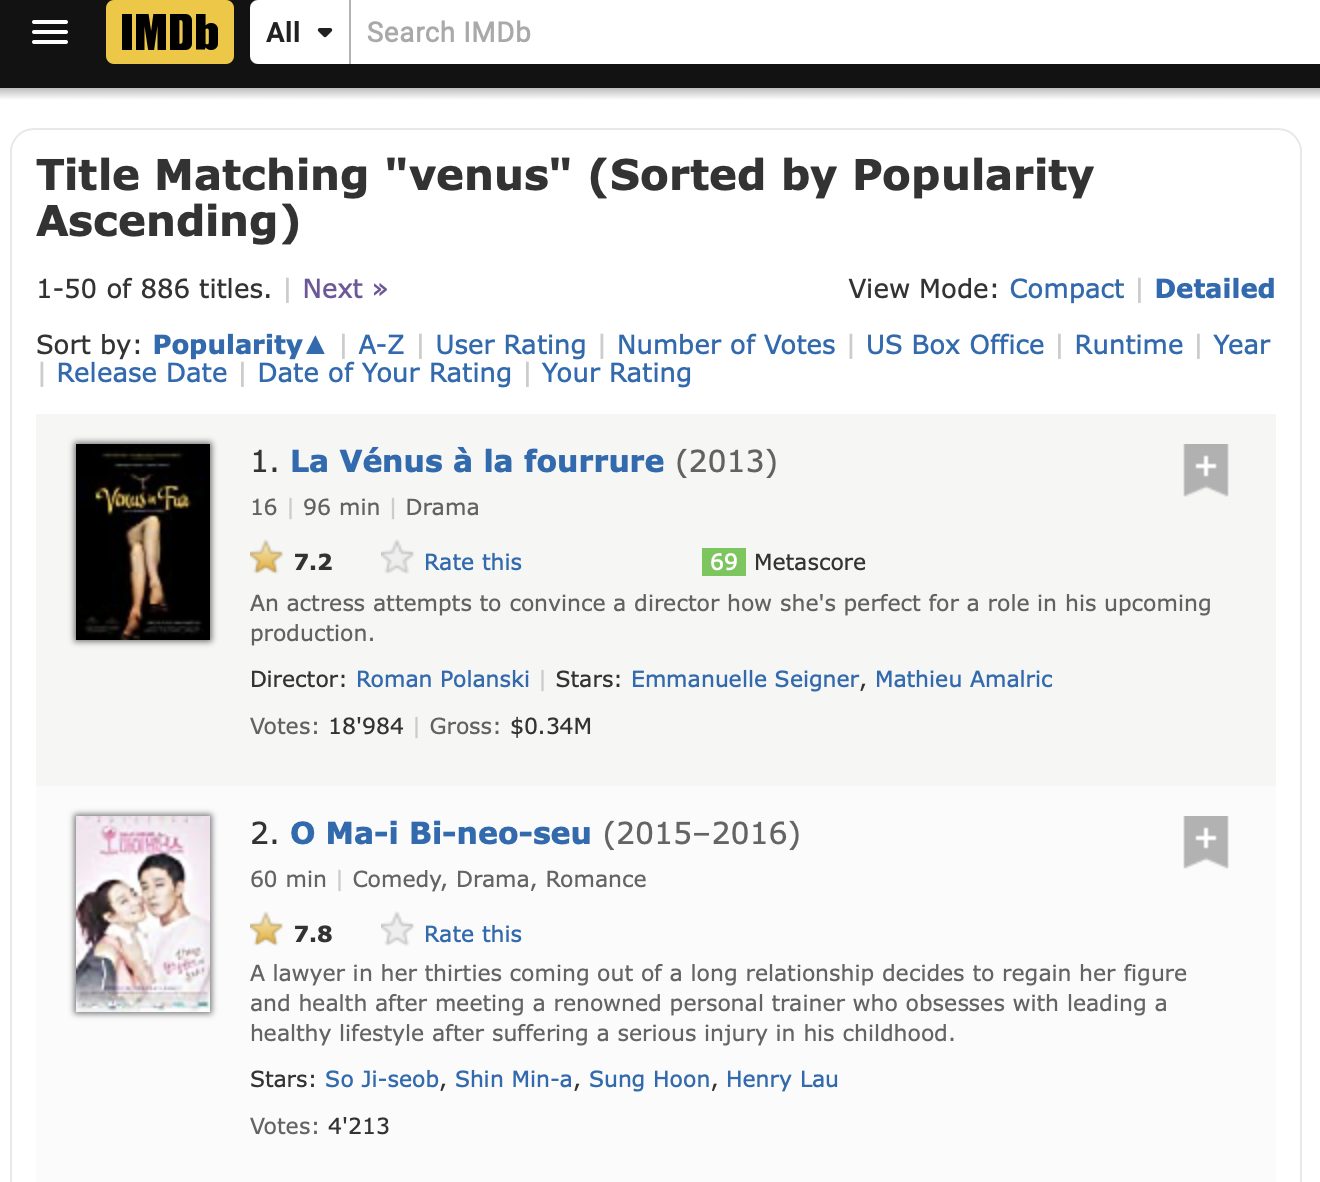 IMDb All Search IMDb
Title Matching "venus" (Sorted by Popularity
Ascending)
1-50 of 886 titles. | Next » View Mode: Compact | Detailed
Sort by: Popularity▲ | A-Z | User Rating | Number of Votes | US Box Office | Runtime | Year
| Release Date | Date of Your Rating | Your Rating
Venus in Fur
1. La Vénus à la fourrure (2013)
16 | 96 min | Drama
7.2 Rate this 69 Metascore
An actress attempts to convince a director how she's perfect for a role in his upcoming
production.
Director: Roman Polanski | Stars: Emmanuelle Seigner, Mathieu Amalric
Votes: 18'984 | Gross: $0.34M
2. O Ma-i Bi-neo-seu (2015–2016)
60 min | Comedy, Drama, Romance
7.8 Rate this
A lawyer in her thirties coming out of a long relationship decides to regain her figure
and health after meeting a renowned personal trainer who obsesses with leading a
healthy lifestyle after suffering a serious injury in his childhood.
Stars: So Ji-seob, Shin Min-a, Sung Hoon, Henry Lau
Votes: 4'213